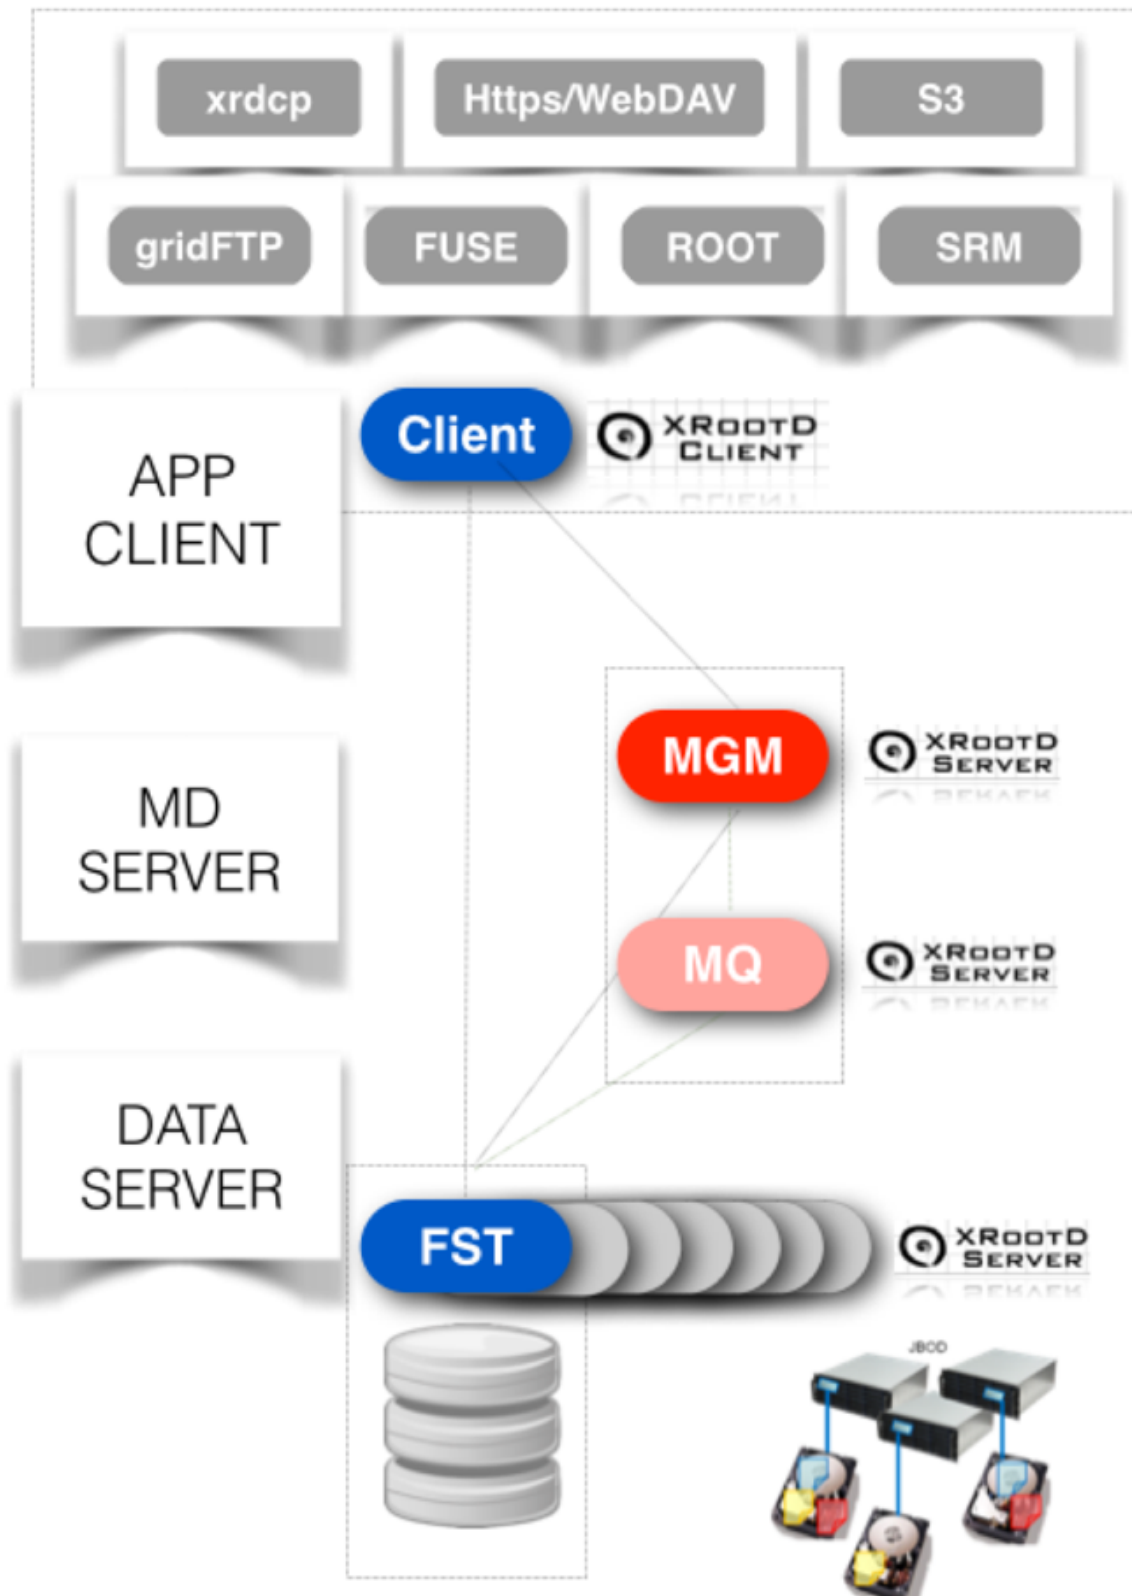 xrdcp
Https/WebDAV
S3
gridFTP
FUSE
ROOT
SRM
APP
CLIENT
Client
XRootD
Client
MD
SERVER
MGM
XRootD
Server
MQ
XRootD
Server
DATA
SERVER
FST
XRootD
Server
JBOD